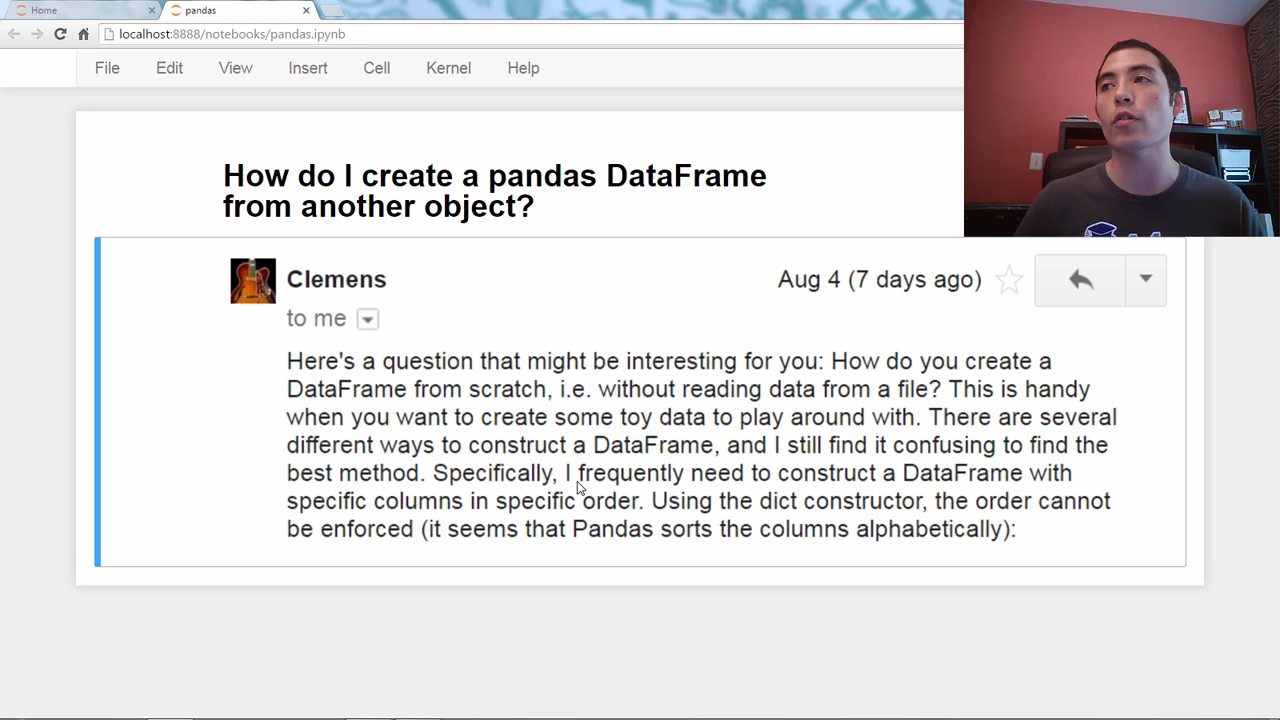 Home
pandas
localhost:8888/notebooks/pandas.ipynb
File Edit View Insert Cell Kernel Help
How do I create a pandas DataFrame
from another object?
Clemens
Aug 4 (7 days ago)
to me
Here's a question that might be interesting for you: How do you create a
DataFrame from scratch, i.e. without reading data from a file? This is handy
when you want to create some toy data to play around with. There are several
different ways to construct a DataFrame, and I still find it confusing to find the
best method. Specifically, I frequently need to construct a DataFrame with
specific columns in specific order. Using the dict constructor, the order cannot
be enforced (it seems that Pandas sorts the columns alphabetically):